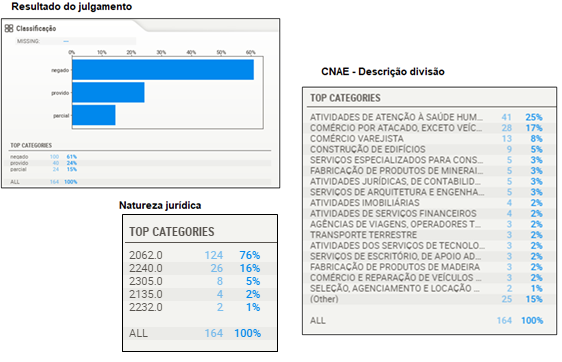 Resultado do julgamento
Classificação
MISSING: ---
0% 10% 20% 30% 40% 50% 60%
negado
provido
parcial
TOP CATEGORIES
negado 100 61%
provido 40 24%
parcial 24 15%
ALL 164 100%
Natureza jurídica
TOP CATEGORIES
2062.0 124 76%
2240.0 26 16%
2305.0 8 5%
2135.0 4 2%
2232.0 2 1%
ALL 164 100%
CNAE - Descrição divisão
TOP CATEGORIES
ATIVIDADES DE ATENÇÃO À SAÚDE HUM... 41 25%
COMÉRCIO POR ATACADO, EXCETO VEÍC... 28 17%
COMÉRCIO VAREJISTA 13 8%
CONSTRUÇÃO DE EDIFÍCIOS 9 5%
SERVIÇOS ESPECIALIZADOS PARA CONS... 5 3%
FABRICAÇÃO DE PRODUTOS DE MINERAI... 5 3%
ATIVIDADES JURÍDICAS, DE CONTABILID... 5 3%
SERVIÇOS DE ARQUITETURA E ENGENHA... 5 3%
ATIVIDADES IMOBILIÁRIAS 4 2%
ATIVIDADES DE SERVIÇOS FINANCEIROS 4 2%
AGÊNCIAS DE VIAGENS, OPERADORES T... 3 2%
TRANSPORTE TERRESTRE 3 2%
ATIVIDADES DOS SERVIÇOS DE TECNOLO... 3 2%
SERVIÇOS DE ESCRITÓRIO, DE APOIO AD... 3 2%
FABRICAÇÃO DE PRODUTOS DE MADEIRA 3 2%
COMÉRCIO E REPARAÇÃO DE VEÍCULOS ... 3 2%
SELEÇÃO, AGENCIAMENTO E LOCAÇÃO ... 2 1%
(Other) 25 15%
ALL 164 100%